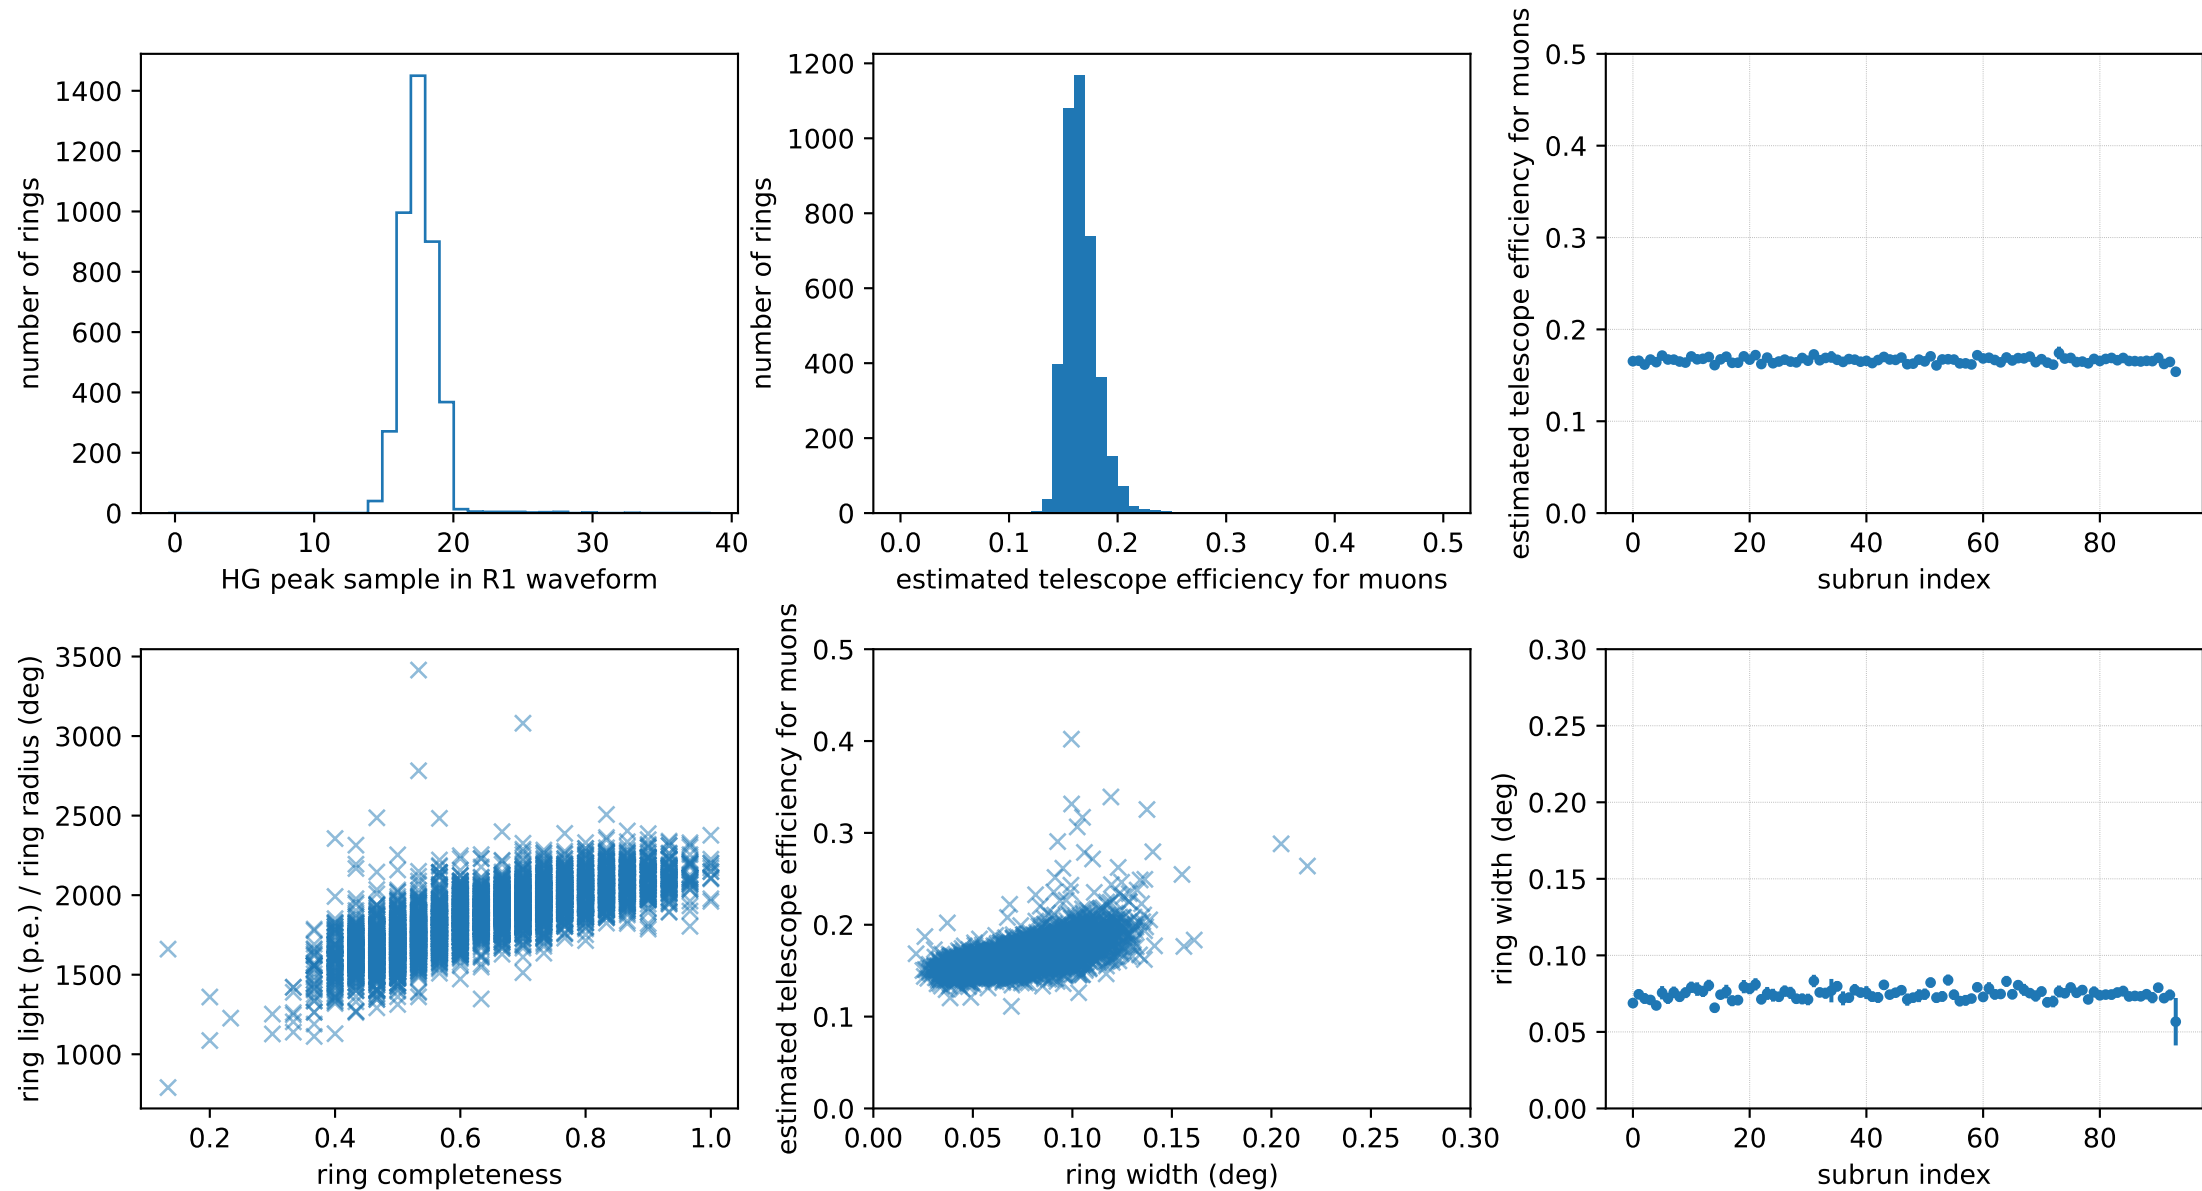 number of rings
1400
1200
1000
800
600
400
200
0
0 10 20 30 40
HG peak sample in R1 waveform
number of rings
1200
1000
800
600
400
200
0
0.0 0.1 0.2 0.3 0.4 0.5
estimated telescope efficiency for muons
estimated telescope efficiency for muons
0.5
0.4
0.3
0.2
0.1
0.0
0 20 40 60 80
subrun index
ring light (p.e.) / ring radius (deg)
3500
3000
2500
2000
1500
1000
0.2 0.4 0.6 0.8 1.0
ring completeness
estimated telescope efficiency for muons
0.5
0.4
0.3
0.2
0.1
0.0
0.00 0.05 0.10 0.15 0.20 0.25 0.30
ring width (deg)
ring width (deg)
0.30
0.25
0.20
0.15
0.10
0.05
0.00
0 20 40 60 80
subrun index